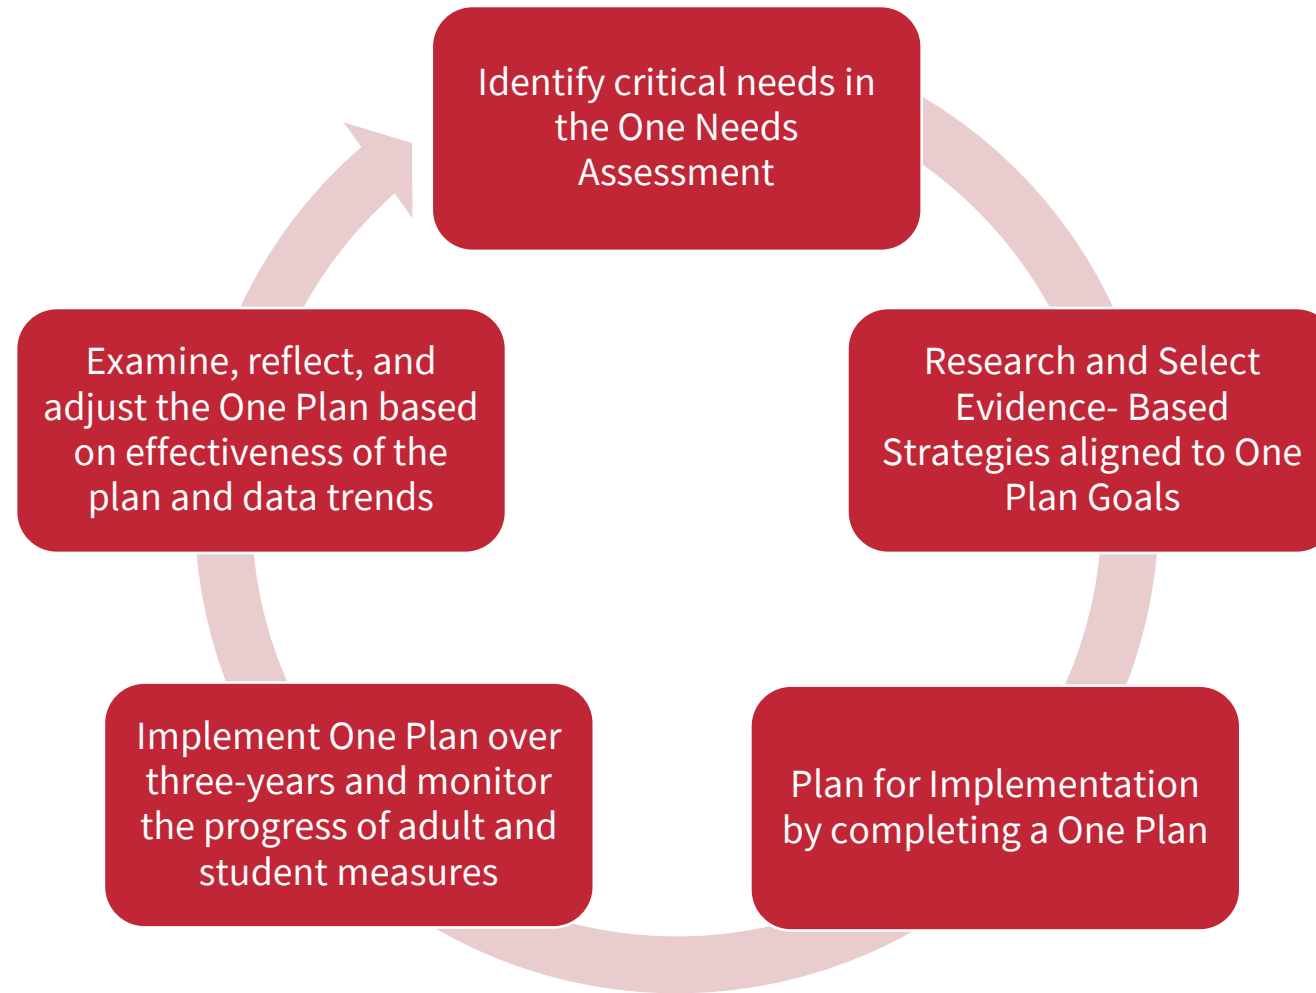 Identify critical needs in
the One Needs
Assessment
Research and Select
Evidence- Based
Strategies aligned to One
Plan Goals
Plan for Implementation
by completing a One Plan
Implement One Plan over
three-years and monitor
the progress of adult and
student measures
Examine, reflect, and
adjust the One Plan based
on effectiveness of the
plan and data trends